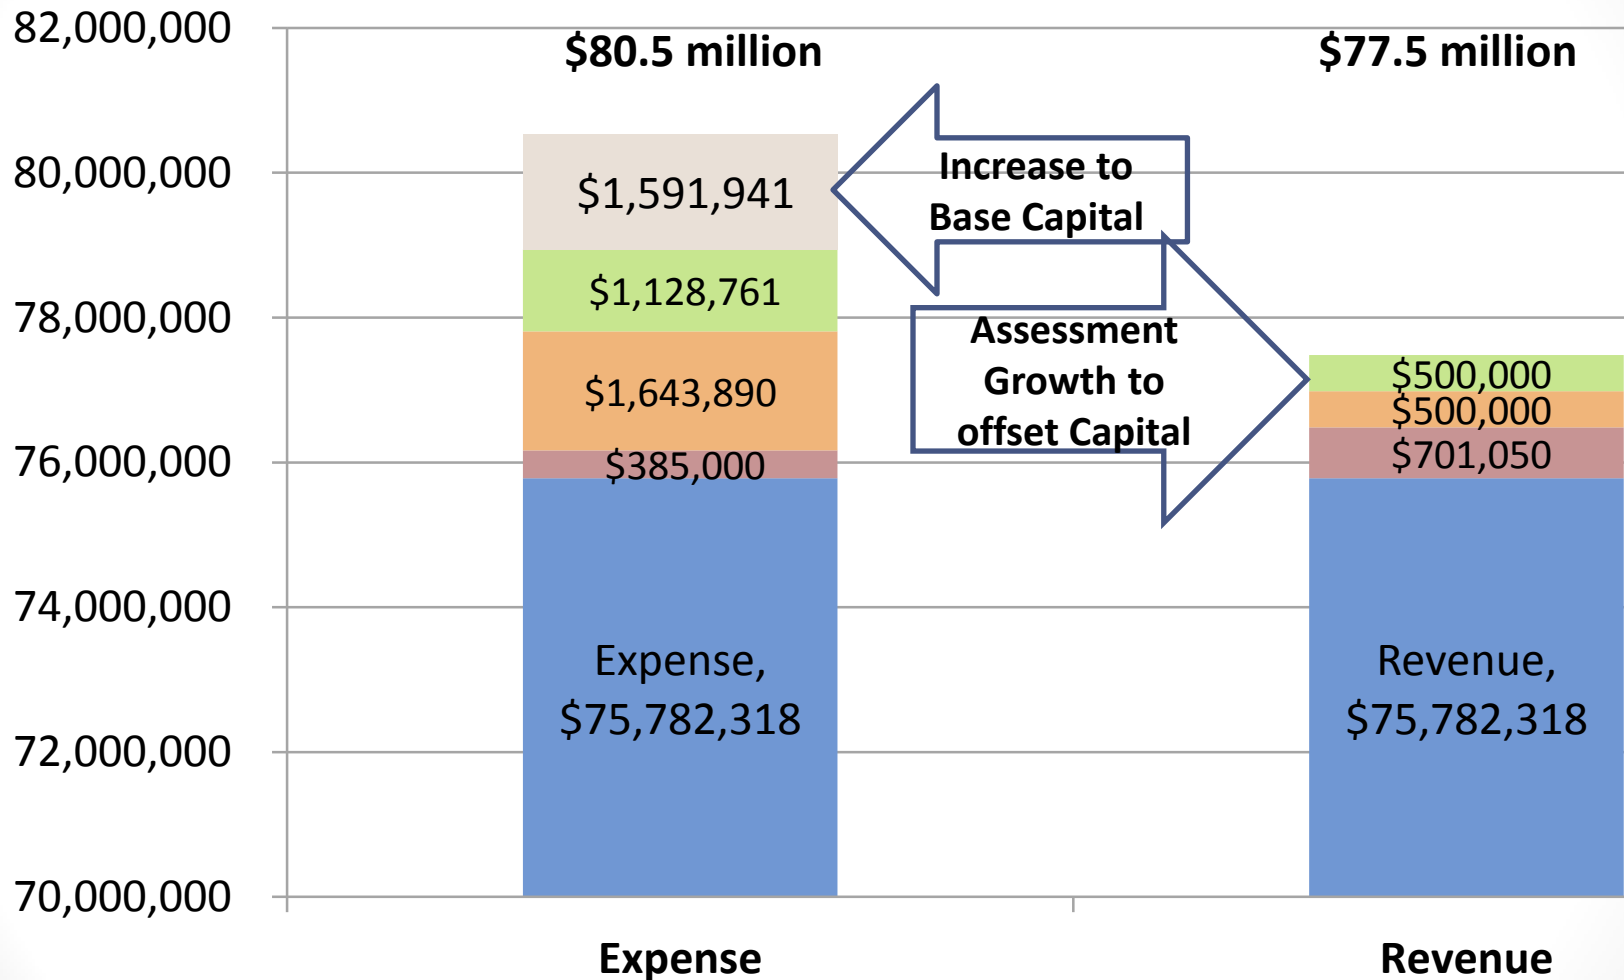 82,000,000
80,000,000
78,000,000
76,000,000
74,000,000
72,000,000
70,000,000
$80.5 million
$77.5 million
$1,591,941
$1,128,761
$1,643,890
$385,000
Expense,
$75,782,318
Increase to
Base Capital
Assessment
Growth to
offset Capital
$500,000
$500,000
$701,050
Revenue,
$75,782,318
Expense
Revenue